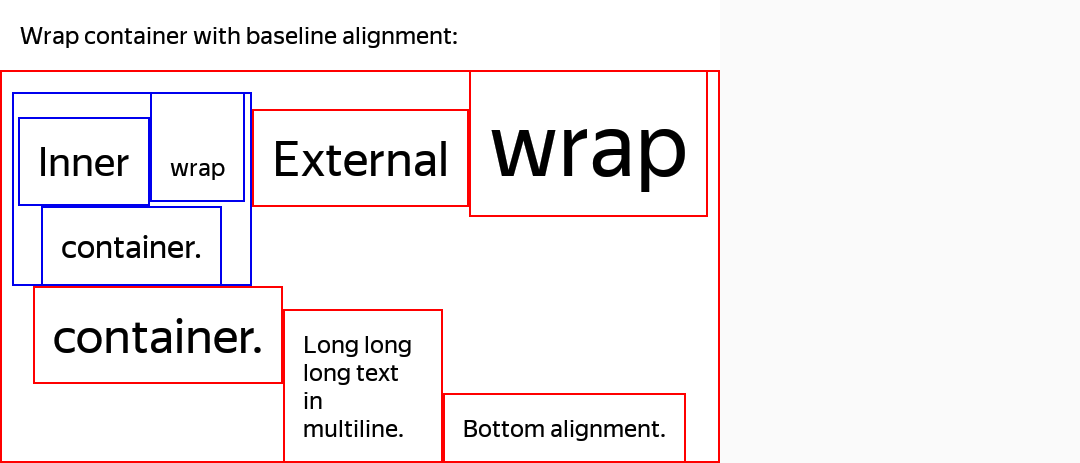 Wrap container with baseline alignment:
Inner wrap External wrap
container.
container.
Long long
long text
in
multiline.
Bottom alignment.